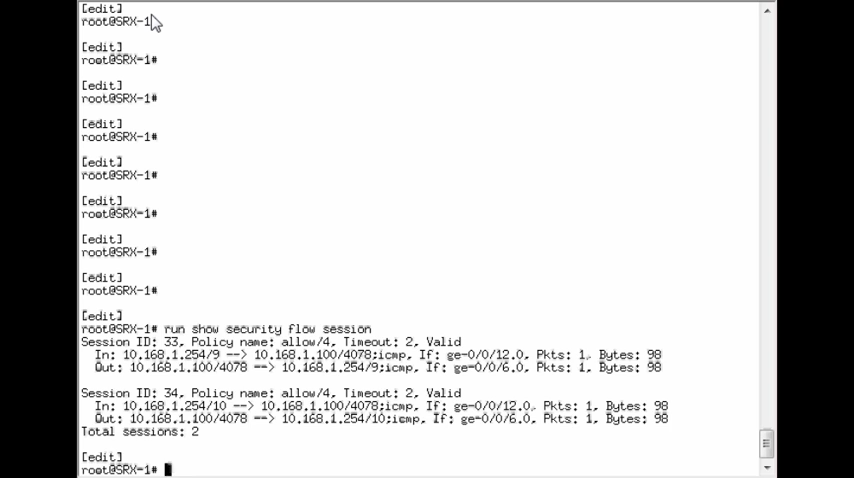 [edit]
root@SRX-1
[edit]
root@SRX-1#
[edit]
root@SRX-1#
[edit]
root@SRX-1#
[edit]
root@SRX-1#
[edit]
root@SRX-1#
[edit]
root@SRX-1#
[edit]
root@SRX-1#
[edit]
root@SRX-1# run show security flow session
Session ID: 33, Policy name: allow/4, Timeout: 2, Valid
In: 10.168.1.254/9 --> 10.168.1.100/4078;icmp, If: ge-0/0/12.0, Pkts: 1, Bytes: 98
Out: 10.168.1.100/4078 --> 10.168.1.254/9;icmp, If: ge-0/0/6.0, Pkts: 1, Bytes: 98
Session ID: 34, Policy name: allow/4, Timeout: 2, Valid
In: 10.168.1.254/10 --> 10.168.1.100/4078;icmp, If: ge-0/0/12.0, Pkts: 1, Bytes: 98
Out: 10.168.1.100/4078 --> 10.168.1.254/10;icmp, If: ge-0/0/6.0, Pkts: 1, Bytes: 98
Total sessions: 2
[edit]
root@SRX-1#